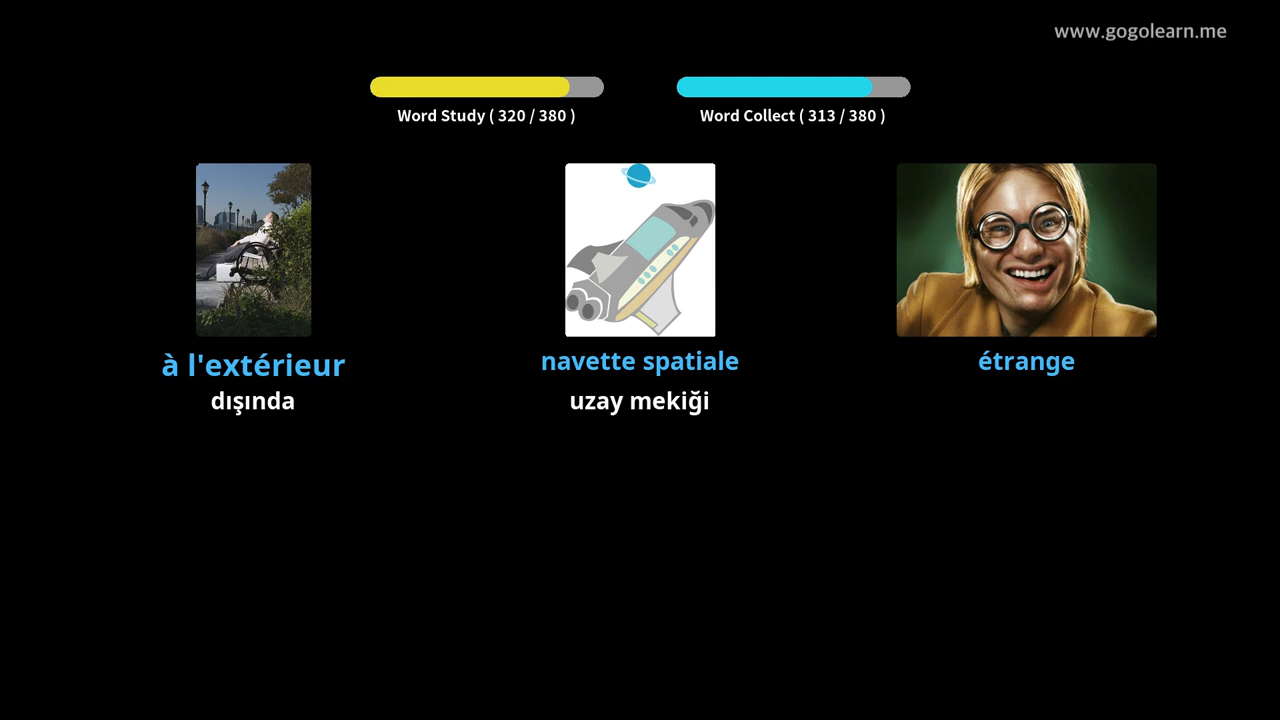 www.gogolearn.me
Word Study ( 320 / 380 )
Word Collect ( 313 / 380 )
à l'extérieur
dışında
navette spatiale
uzay mekiği
étrange